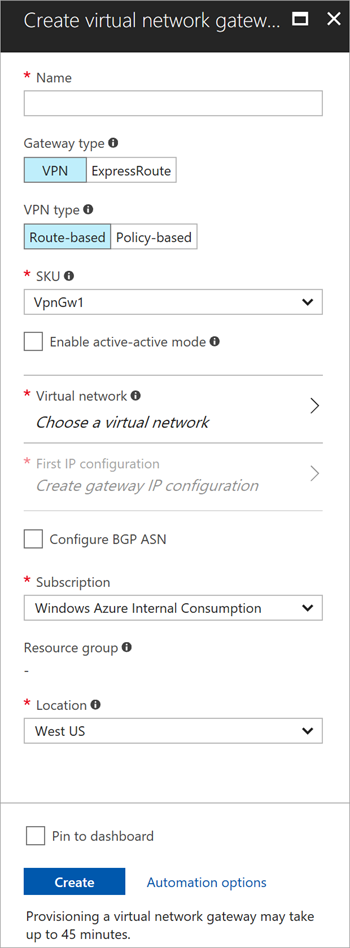 Create virtual network gatew...
* Name
Gateway type
VPN ExpressRoute
VPN type
Route-based Policy-based
* SKU
VpnGw1
Enable active-active mode
* Virtual network
Choose a virtual network
* First IP configuration
Create gateway IP configuration
Configure BGP ASN
* Subscription
Windows Azure Internal Consumption
Resource group
-
* Location
West US
Pin to dashboard
Create Automation options
Provisioning a virtual network gateway may take
up to 45 minutes.